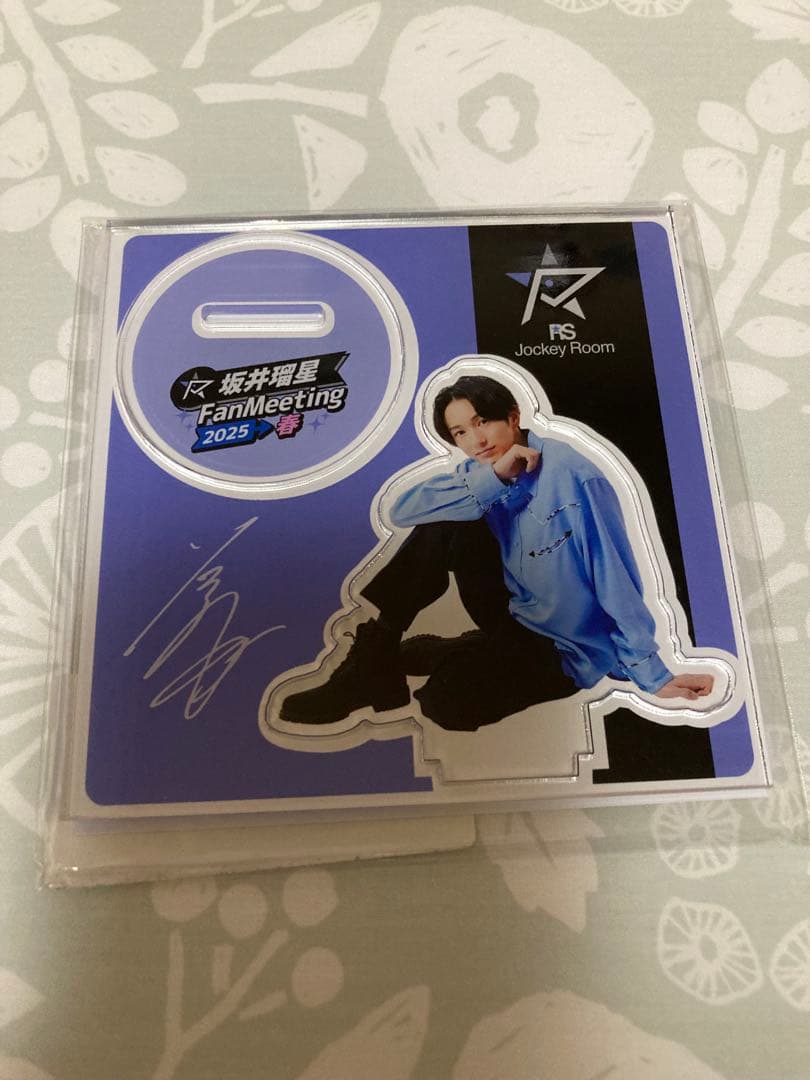 坂井瑠星
FanMeeting
2025 春
RS
Jockey Room